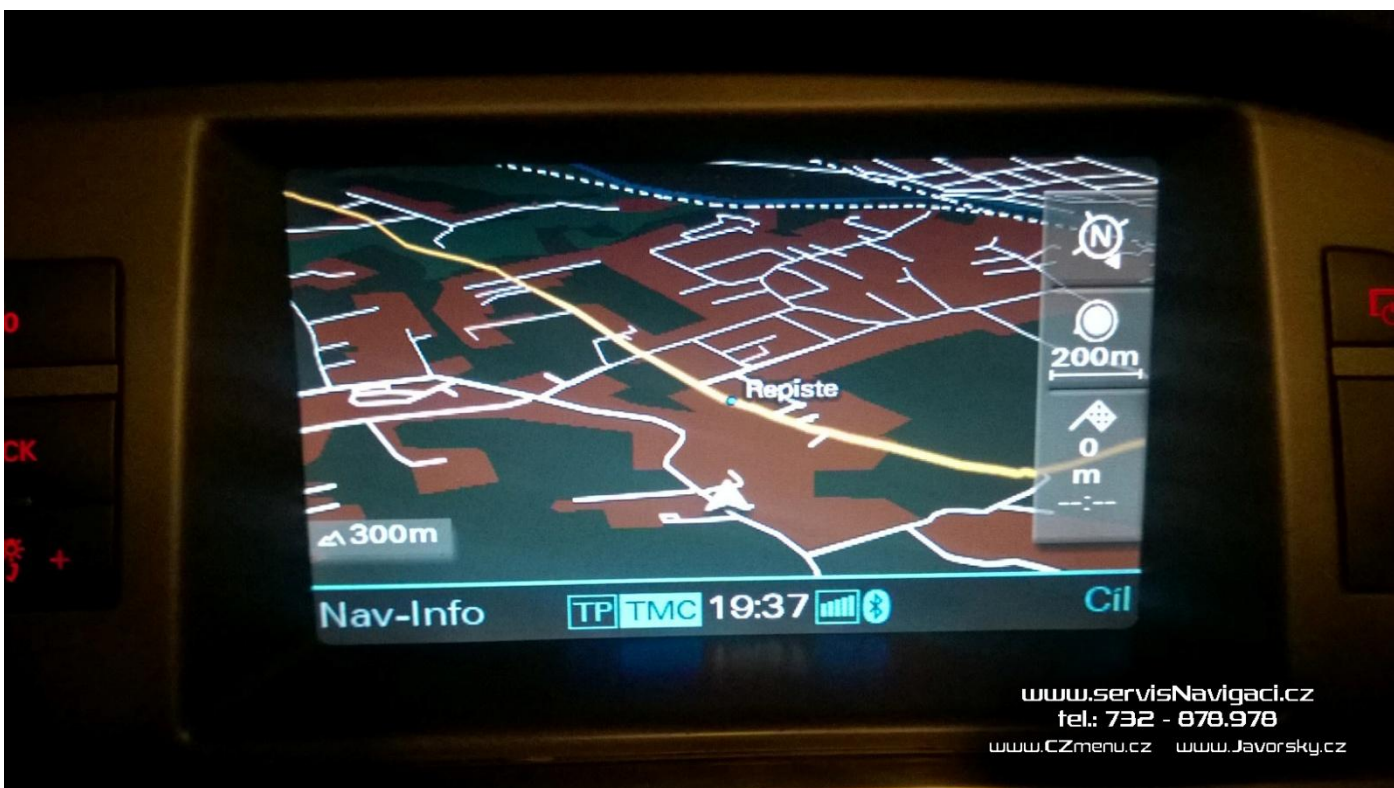 N
200m
Repiste
0
m
--:--
300m
Nav-Info TP TMC 19:37 Cíl
CK
+
www.servisNavigaci.cz
tel.: 732 - 878.978
www.CZmenu.cz www.Javorsky.cz